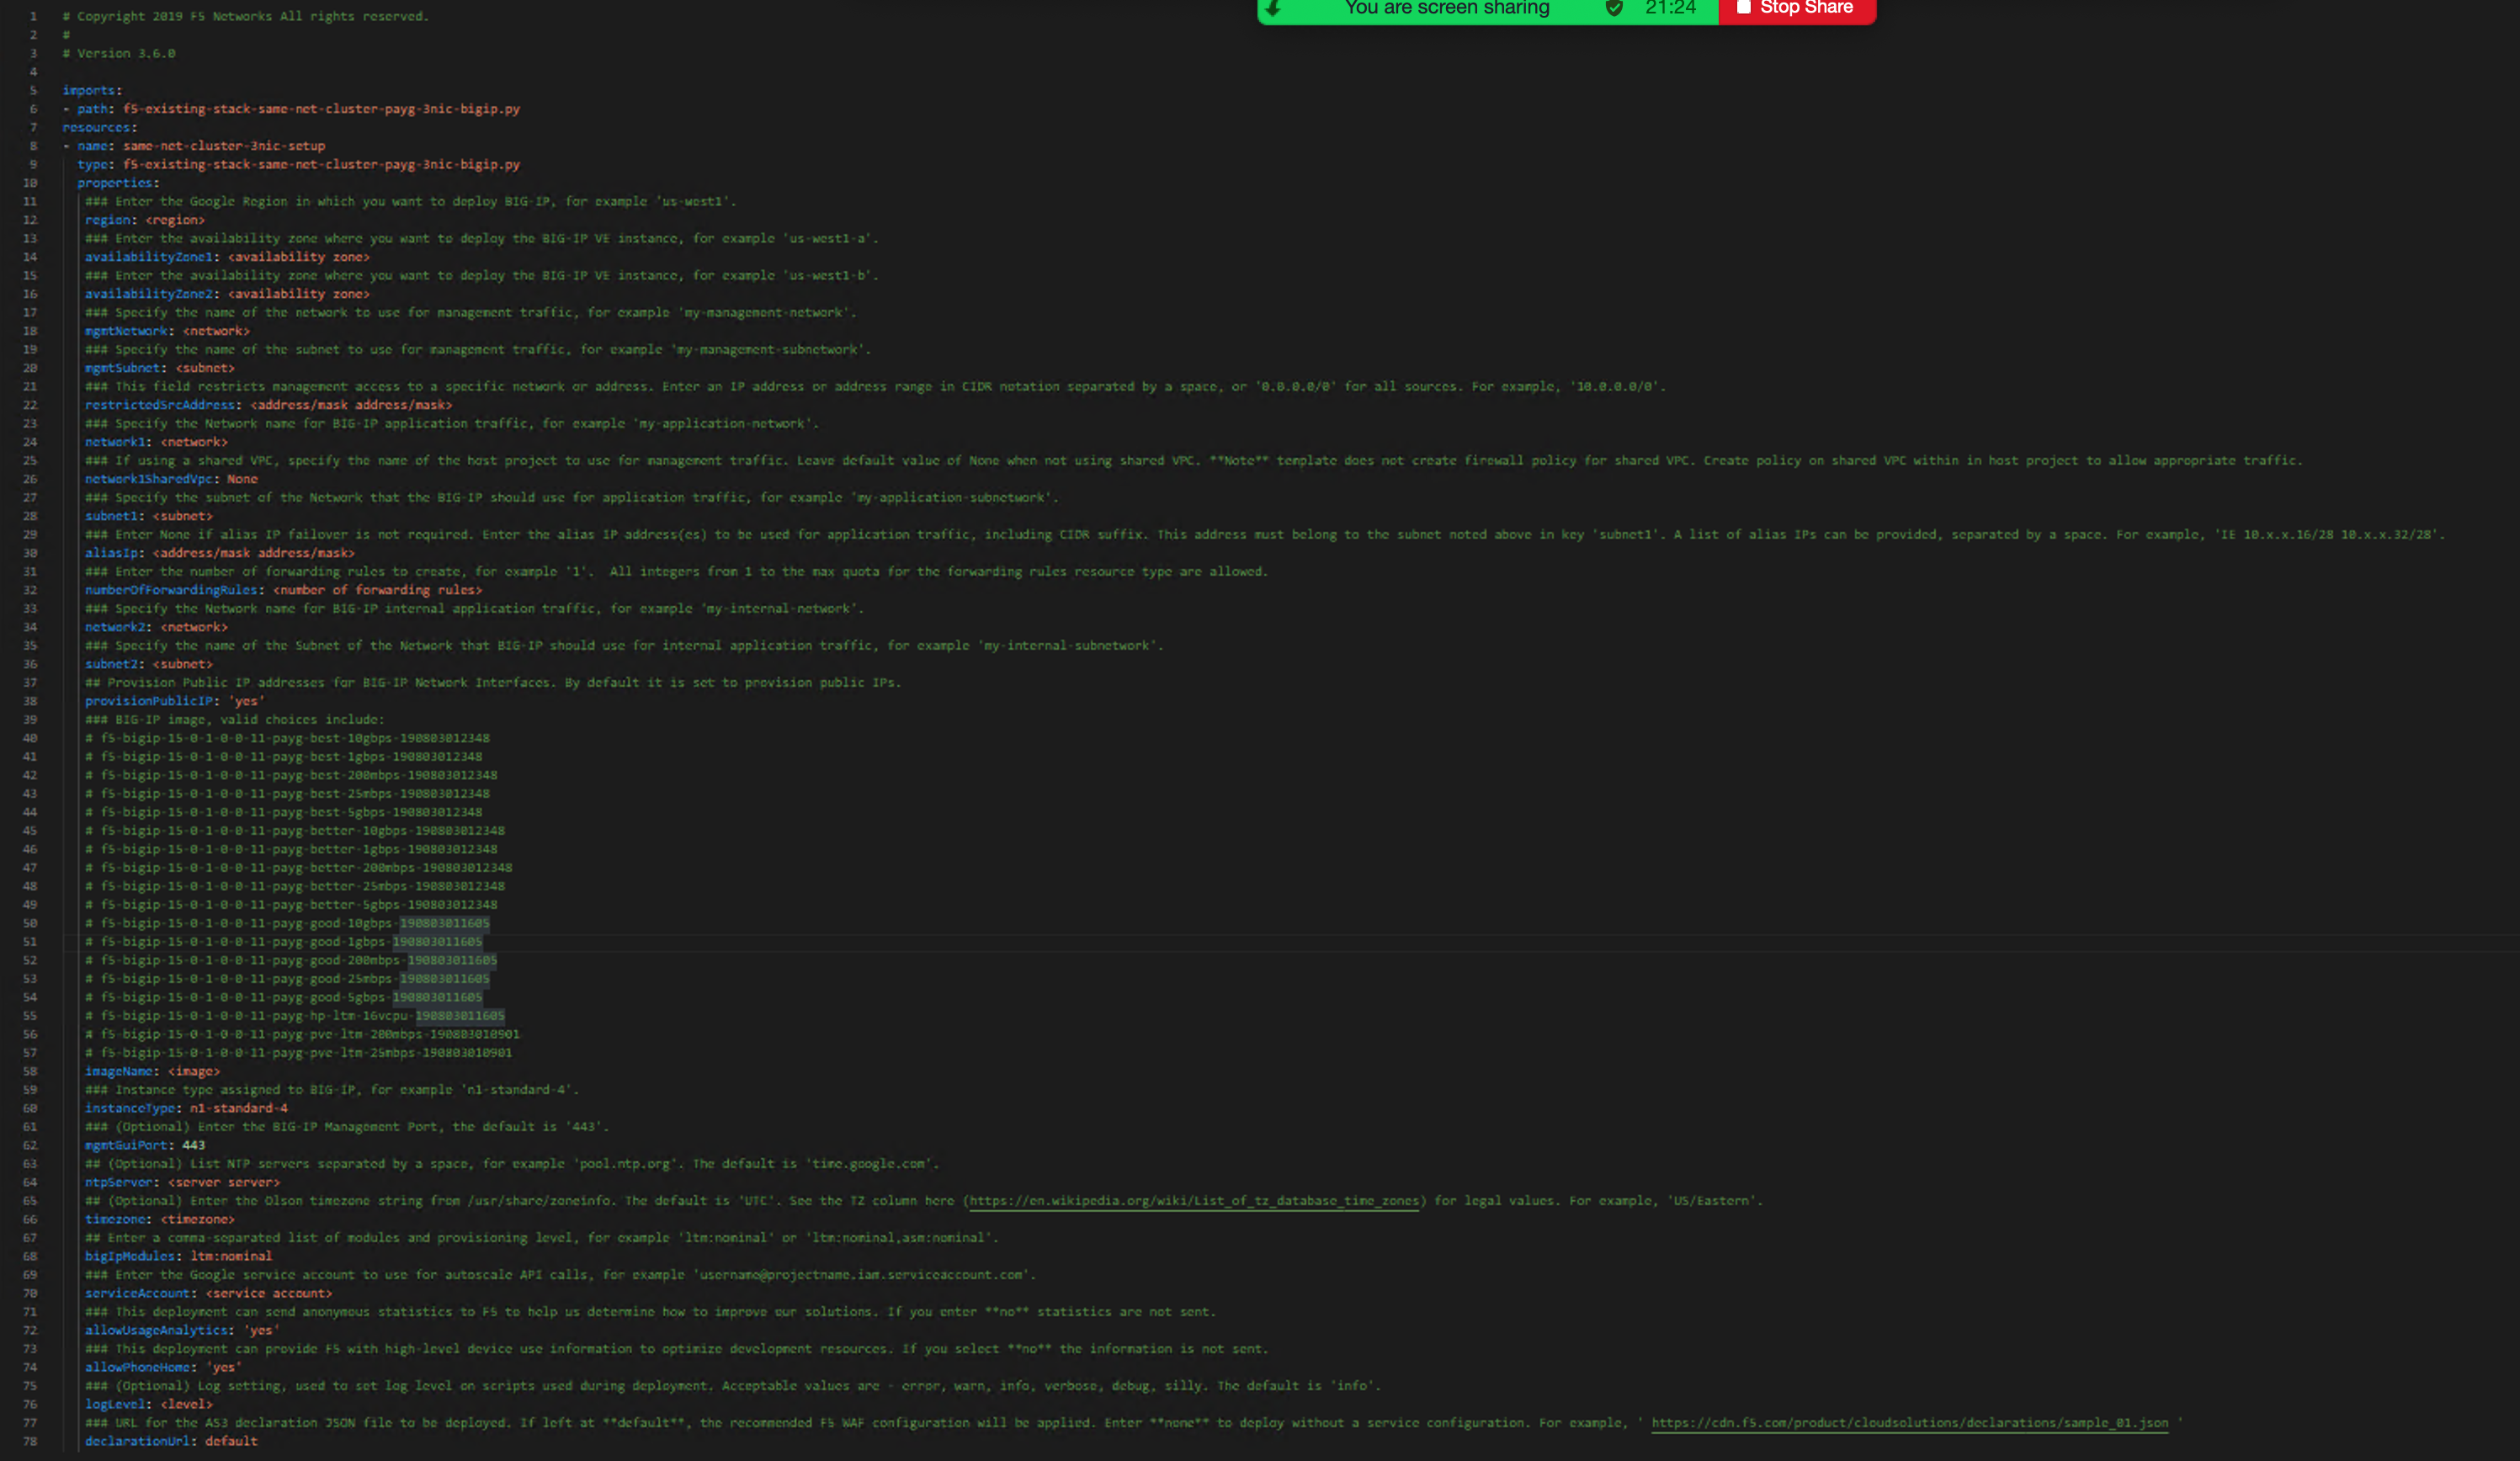 You are screen sharing 21:24 Stop Share
1 # Copyright 2019 F5 Networks All rights reserved.
2 #
3 # Version 3.6.0
4
5 imports:
6 - path: f5-existing-stack-same-net-cluster-payg-3nic-bigip.py
7 resources:
8 - name: same-net-cluster-3nic-setup
9 type: f5-existing-stack-same-net-cluster-payg-3nic-bigip.py
10 properties:
11 ### Enter the Google Region in which you want to deploy BIG-IP, for example 'us-west1'.
12 region: <region>
13 ### Enter the availability zone where you want to deploy the BIG-IP VE instance, for example 'us-west1-a'.
14 availabilityZone1: <availability zone>
15 ### Enter the availability zone where you want to deploy the BIG-IP VE instance, for example 'us-west1-b'.
16 availabilityZone2: <availability zone>
17 ### Specify the name of the network to use for management traffic, for example 'my-management-network'.
18 mgmtNetwork: <network>
19 ### Specify the name of the subnet to use for management traffic, for example 'my-management-subnetwork'.
20 mgmtSubnet: <subnet>
21 ### This field restricts management access to a specific network or address. Enter an IP address or address range in CIDR notation separated by a space, or '0.0.0.0/0' for all sources. For example, '10.0.0.0/0'.
22 restrictedSrcAddress: <address/mask address/mask>
23 ### Specify the Network name for BIG-IP application traffic, for example 'my-application-network'.
24 network1: <network>
25 ### If using a shared VPC, specify the name of the host project to use for management traffic. Leave default value of None when not using shared VPC. **Note** template does not create firewall policy for shared VPC. Create policy on shared VPC within in host project to allow appropriate traffic.
26 network1SharedVpc: None
27 ### Specify the subnet of the Network that the BIG-IP should use for application traffic, for example 'my-application-subnetwork'.
28 subnet1: <subnet>
29 ### Enter None if alias IP failover is not required. Enter the alias IP address(es) to be used for application traffic, including CIDR suffix. This address must belong to the subnet noted above in key 'subnet1'. A list of alias IPs can be provided, separated by a space. For example, 'IE 10.x.x.16/28 10.x.x.32/28'.
30 aliasIp: <address/mask address/mask>
31 ### Enter the number of forwarding rules to create, for example '1'. All integers from 1 to the max quota for the forwarding rules resource type are allowed.
32 numberOfForwardingRules: <number of forwarding rules>
33 ### Specify the Network name for BIG-IP internal application traffic, for example 'my-internal-network'.
34 network2: <network>
35 ### Specify the name of the Subnet of the Network that BIG-IP should use for internal application traffic, for example 'my-internal-subnetwork'.
36 subnet2: <subnet>
37 ## Provision Public IP addresses for BIG-IP Network Interfaces. By default it is set to provision public IPs.
38 provisionPublicIP: 'yes'
39 ### BIG-IP image, valid choices include:
40 # f5-bigip-15-0-1-0-0-11-payg-best-10gbps-190803012348
41 # f5-bigip-15-0-1-0-0-11-payg-best-1gbps-190803012348
42 # f5-bigip-15-0-1-0-0-11-payg-best-200mbps-190803012348
43 # f5-bigip-15-0-1-0-0-11-payg-best-25mbps-190803012348
44 # f5-bigip-15-0-1-0-0-11-payg-best-5gbps-190803012348
45 # f5-bigip-15-0-1-0-0-11-payg-better-10gbps-190803012348
46 # f5-bigip-15-0-1-0-0-11-payg-better-1gbps-190803012348
47 # f5-bigip-15-0-1-0-0-11-payg-better-200mbps-190803012348
48 # f5-bigip-15-0-1-0-0-11-payg-better-25mbps-190803012348
49 # f5-bigip-15-0-1-0-0-11-payg-better-5gbps-190803012348
50 # f5-bigip-15-0-1-0-0-11-payg-good-10gbps-190803011605
51 # f5-bigip-15-0-1-0-0-11-payg-good-1gbps-190803011605
52 # f5-bigip-15-0-1-0-0-11-payg-good-200mbps-190803011605
53 # f5-bigip-15-0-1-0-0-11-payg-good-25mbps-190803011605
54 # f5-bigip-15-0-1-0-0-11-payg-good-5gbps-190803011605
55 # f5-bigip-15-0-1-0-0-11-payg-hp-ltm-16vcpu-190803011605
56 # f5-bigip-15-0-1-0-0-11-payg-pve-ltm-200mbps-190803010901
57 # f5-bigip-15-0-1-0-0-11-payg-pve-ltm-25mbps-190803010901
58 imageName: <image>
59 ### Instance type assigned to BIG-IP, for example 'n1-standard-4'.
60 instanceType: n1-standard-4
61 ### (Optional) Enter the BIG-IP Management Port, the default is '443'.
62 mgmtGuiPort: 443
63 ## (Optional) List NTP servers separated by a space, for example 'pool.ntp.org'. The default is 'time.google.com'.
64 ntpServer: <server server>
65 ## (Optional) Enter the Olson timezone string from /usr/share/zoneinfo. The default is 'UTC'. See the TZ column here (https://en.wikipedia.org/wiki/List_of_tz_database_time_zones) for legal values. For example, 'US/Eastern'.
66 timezone: <timezone>
67 ## Enter a comma-separated list of modules and provisioning level, for example 'ltm:nominal' or 'ltm:nominal,asm:nominal'.
68 bigIpModules: ltm:nominal
69 ### Enter the Google service account to use for autoscale API calls, for example 'username@projectname.iam.serviceaccount.com'.
70 serviceAccount: <service account>
71 ### This deployment can send anonymous statistics to F5 to help us determine how to improve our solutions. If you enter **no** statistics are not sent.
72 allowUsageAnalytics: 'yes'
73 ### This deployment can provide F5 with high-level device use information to optimize development resources. If you select **no** the information is not sent.
74 allowPhoneHome: 'yes'
75 ### (Optional) Log setting, used to set log level on scripts used during deployment. Acceptable values are - error, warn, info, verbose, debug, silly. The default is 'info'.
76 logLevel: <level>
77 ### URL for the AS3 declaration JSON file to be deployed. If left at **default**, the recommended F5 WAF configuration will be applied. Enter **none** to deploy without a service configuration. For example, ' https://cdn.f5.com/product/cloudsolutions/declarations/sample_01.json '
78 declarationUrl: default